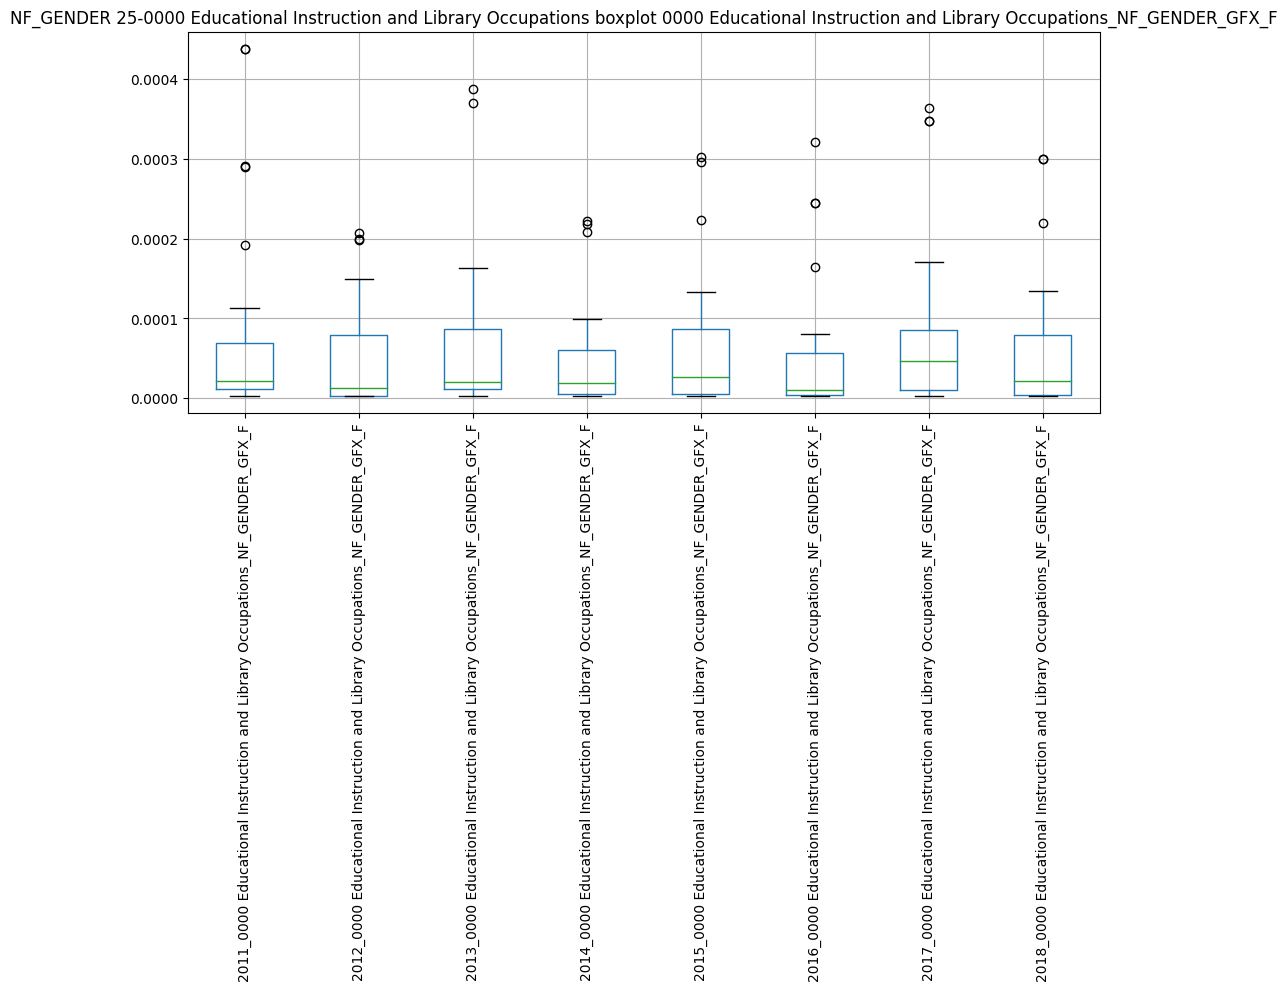 NF_GENDER 25-0000 Educational Instruction and Library Occupations boxplot 0000 Educational Instruction and Library Occupations_NF_GENDER_GFX_F
0.0004
0.0003
0.0002
0.0001
0.0000
2011_0000 Educational Instruction and Library Occupations_NF_GENDER_GFX_F
2012_0000 Educational Instruction and Library Occupations_NF_GENDER_GFX_F
2013_0000 Educational Instruction and Library Occupations_NF_GENDER_GFX_F
2014_0000 Educational Instruction and Library Occupations_NF_GENDER_GFX_F
2015_0000 Educational Instruction and Library Occupations_NF_GENDER_GFX_F
2016_0000 Educational Instruction and Library Occupations_NF_GENDER_GFX_F
2017_0000 Educational Instruction and Library Occupations_NF_GENDER_GFX_F
2018_0000 Educational Instruction and Library Occupations_NF_GENDER_GFX_F